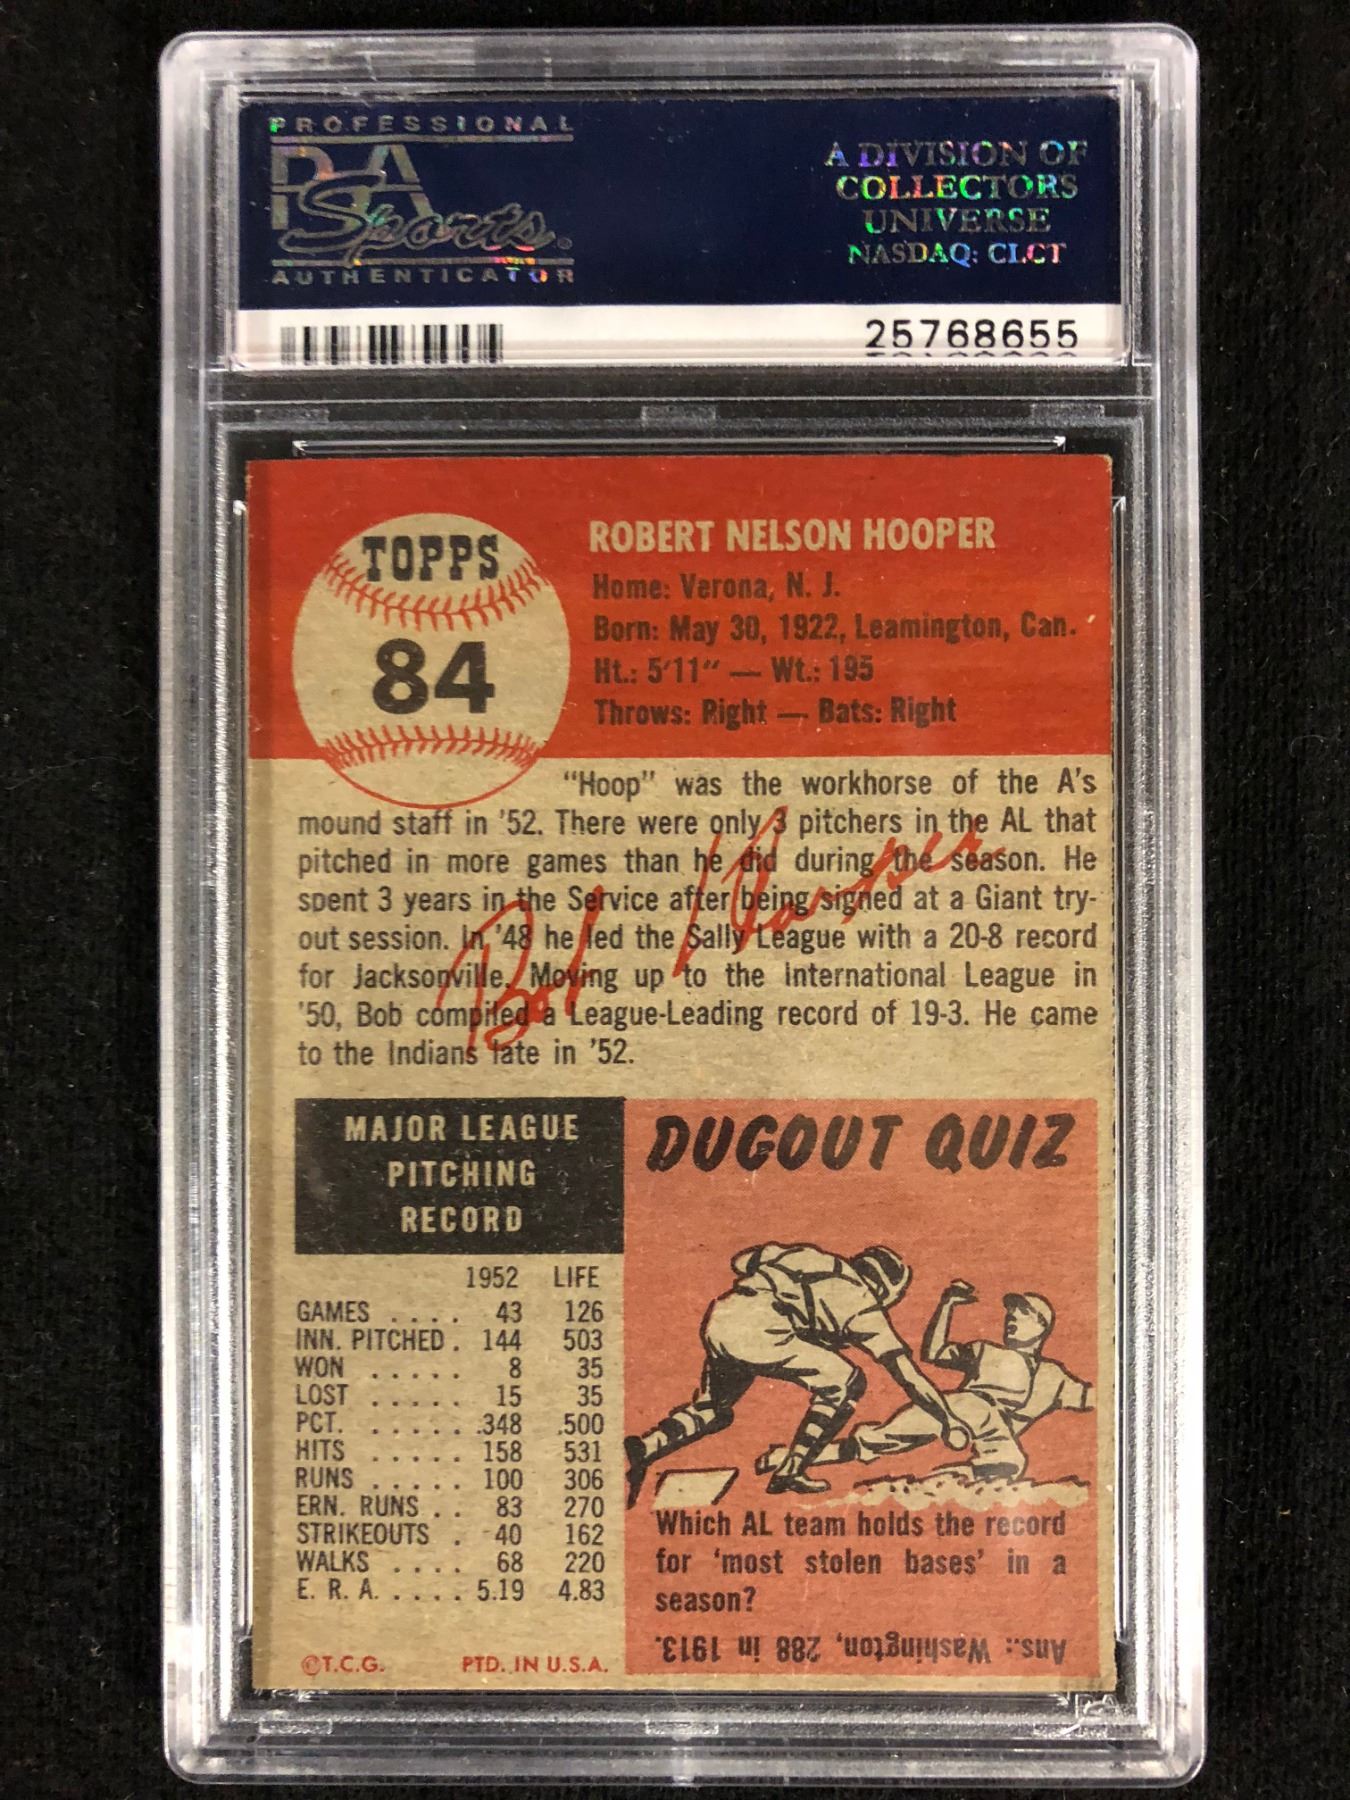 PROFESSIONAL
PSA
Sports®
AUTHENTICATOR
A DIVISION OF
COLLECTORS
UNIVERSE
NASDAQ: CLCT
25768655
TOPPS
84
ROBERT NELSON HOOPER
Home: Verona, N. J.
Born: May 30, 1922, Leamington, Can.
Ht.: 5'11" — Wt.: 195
Throws: Right — Bats: Right
"Hoop" was the workhorse of the A's
mound staff in '52. There were only 3 pitchers in the AL that
pitched in more games than he did during the season. He
spent 3 years in the Service after being signed at a Giant try-
out session. In '48 he led the Sally League with a 20-8 record
for Jacksonville. Moving up to the International League in
'50, Bob compiled a League-Leading record of 19-3. He came
to the Indians late in '52.
Bob Hooper
MAJOR LEAGUE
PITCHING
RECORD
1952 LIFE
GAMES .... 43 126
INN. PITCHED . 144 503
WON ..... 8 35
LOST ..... 15 35
PCT. ...... .348 .500
HITS ..... 158 531
RUNS ..... 100 306
ERN. RUNS .. 83 270
STRIKEOUTS . 40 162
WALKS .... 68 220
E. R. A. .... 5.19 4.83
©T.C.G. PTD. IN U.S.A.
DUGOUT QUIZ
Which AL team holds the record
for 'most stolen bases' in a
season?
Ans.: Washington, 288 in 1913.